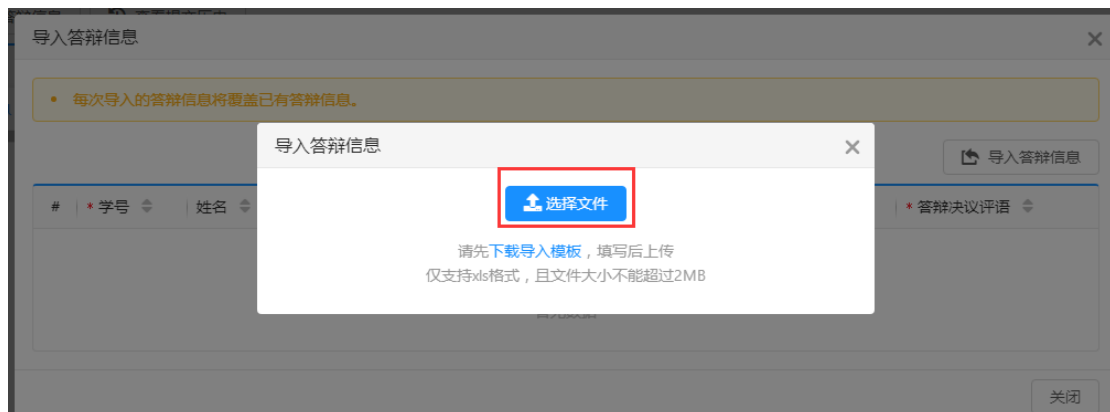 导入答辩信息
每次导入的答辩信息将覆盖已有答辩信息。
导入答辩信息
导入答辩信息
选择文件
# *学号 姓名 *答辩决议评语
请先下载导入模板，填写后上传
仅支持xls格式，且文件大小不能超过2MB
关闭